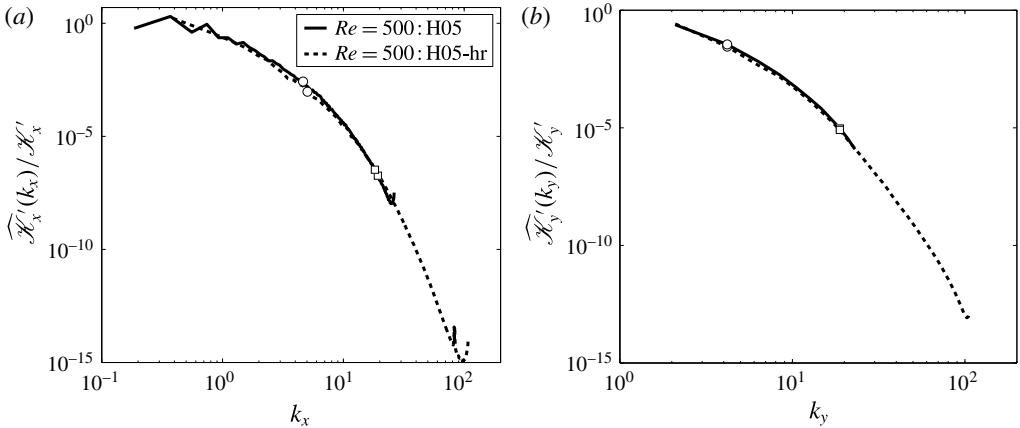 (a)
10^0
10^-5
10^-10
10^-15
10^-1
10^0
10^1
10^2
k_x
\widehat{𝒦}'_x(k_x)/𝒦'_x
Re = 500: H05
Re = 500: H05-hr
(b)
10^0
10^-5
10^-10
10^-15
10^0
10^1
10^2
k_y
\widehat{𝒦}'_y(k_y)/𝒦'_y